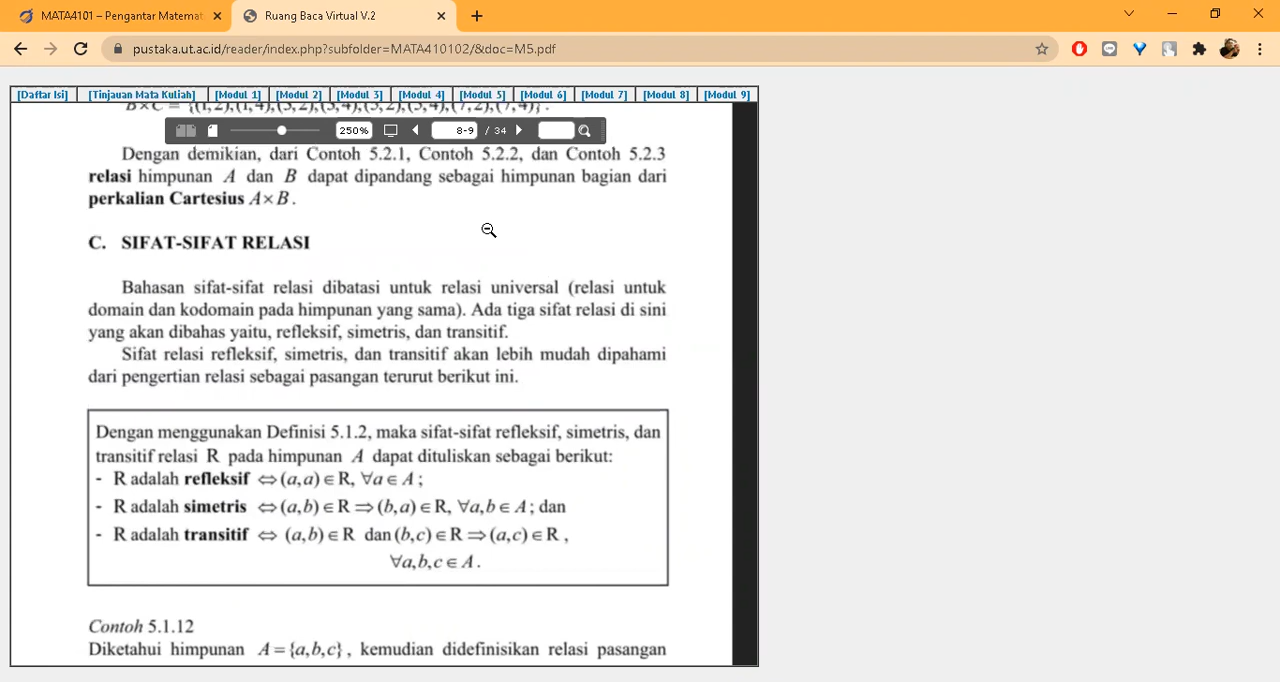 MATA4101 – Pengantar Matemat
Ruang Baca Virtual V.2
pustaka.ut.ac.id/reader/index.php?subfolder=MATA410102/&doc=M5.pdf
[Daftar Isi] [Tinjauan Mata Kuliah] [Modul 1] [Modul 2] [Modul 3] [Modul 4] [Modul 5] [Modul 6] [Modul 7] [Modul 8] [Modul 9]
250% 8-9 / 34
Dengan demikian, dari Contoh 5.2.1, Contoh 5.2.2, dan Contoh 5.2.3
relasi himpunan A dan B dapat dipandang sebagai himpunan bagian dari
perkalian Cartesius A×B.
C. SIFAT-SIFAT RELASI
Bahasan sifat-sifat relasi dibatasi untuk relasi universal (relasi untuk
domain dan kodomain pada himpunan yang sama). Ada tiga sifat relasi di sini
yang akan dibahas yaitu, refleksif, simetris, dan transitif.
Sifat relasi refleksif, simetris, dan transitif akan lebih mudah dipahami
dari pengertian relasi sebagai pasangan terurut berikut ini.
Dengan menggunakan Definisi 5.1.2, maka sifat-sifat refleksif, simetris, dan
transitif relasi R pada himpunan A dapat dituliskan sebagai berikut:
- R adalah refleksif ⇔ (a,a) ∈ R, ∀a ∈ A;
- R adalah simetris ⇔ (a,b) ∈ R ⇒ (b,a) ∈ R, ∀a,b ∈ A; dan
- R adalah transitif ⇔ (a,b) ∈ R dan (b,c) ∈ R ⇒ (a,c) ∈ R,
∀a,b,c ∈ A.
Contoh 5.1.12
Diketahui himpunan A = {a,b,c}, kemudian didefinisikan relasi pasangan